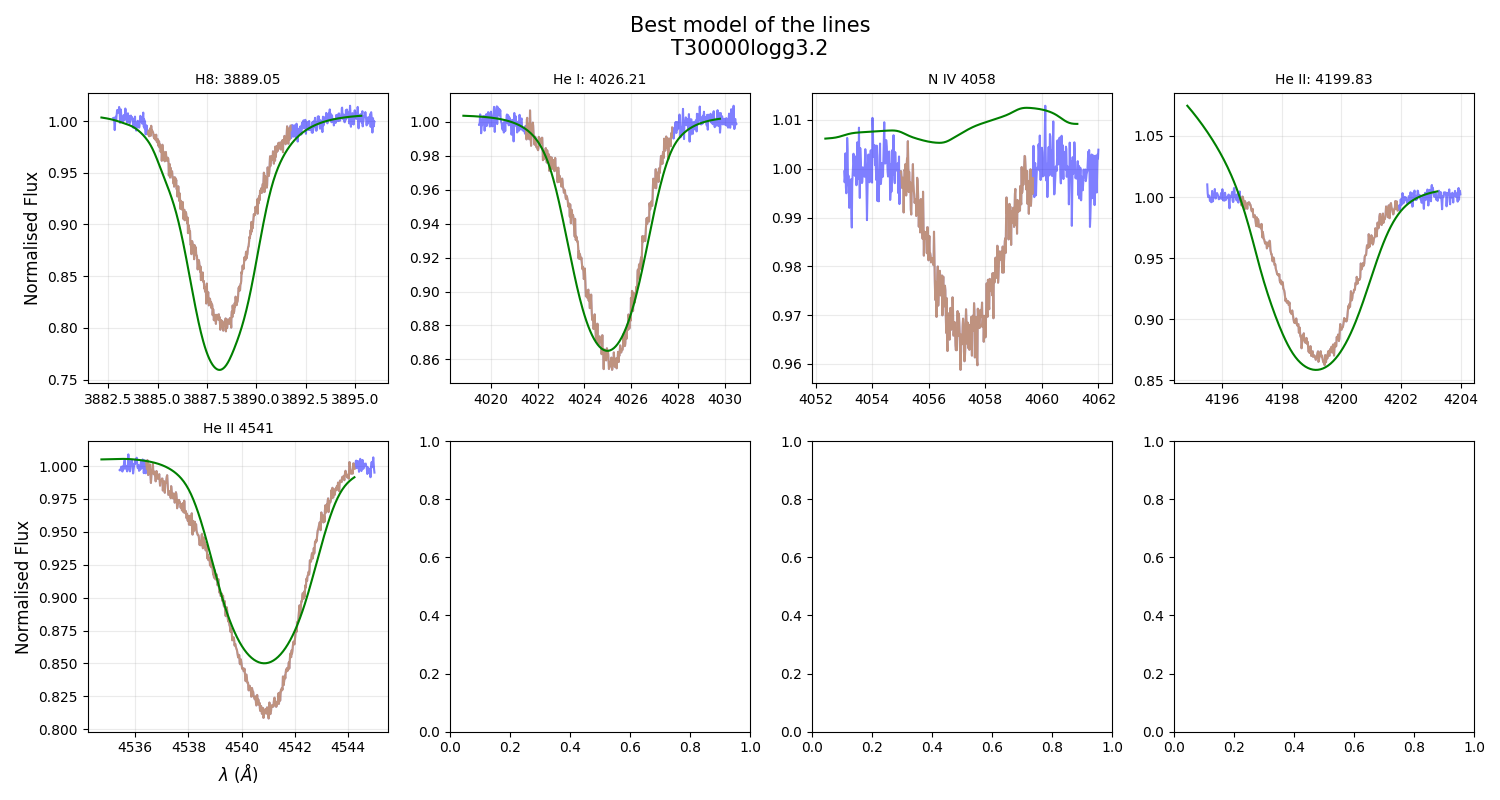 Best model of the lines
T30000logg3.2
H8: 3889.05
He I: 4026.21
N IV 4058
He II: 4199.83
Normalised Flux
1.00
0.95
0.90
0.85
0.80
0.75
3882.5 3885.0 3887.5 3890.0 3892.5 3895.0
1.00
0.98
0.96
0.94
0.92
0.90
0.88
0.86
4020 4022 4024 4026 4028 4030
1.01
1.00
0.99
0.98
0.97
0.96
4052 4054 4056 4058 4060 4062
1.05
1.00
0.95
0.90
0.85
4196 4198 4200 4202 4204
He II 4541
Normalised Flux
1.000
0.975
0.950
0.925
0.900
0.875
0.850
0.825
0.800
4536 4538 4540 4542 4544
λ (Å)
1.0
0.8
0.6
0.4
0.2
0.0
0.0 0.2 0.4 0.6 0.8 1.0
1.0
0.8
0.6
0.4
0.2
0.0
0.0 0.2 0.4 0.6 0.8 1.0
1.0
0.8
0.6
0.4
0.2
0.0
0.0 0.2 0.4 0.6 0.8 1.0